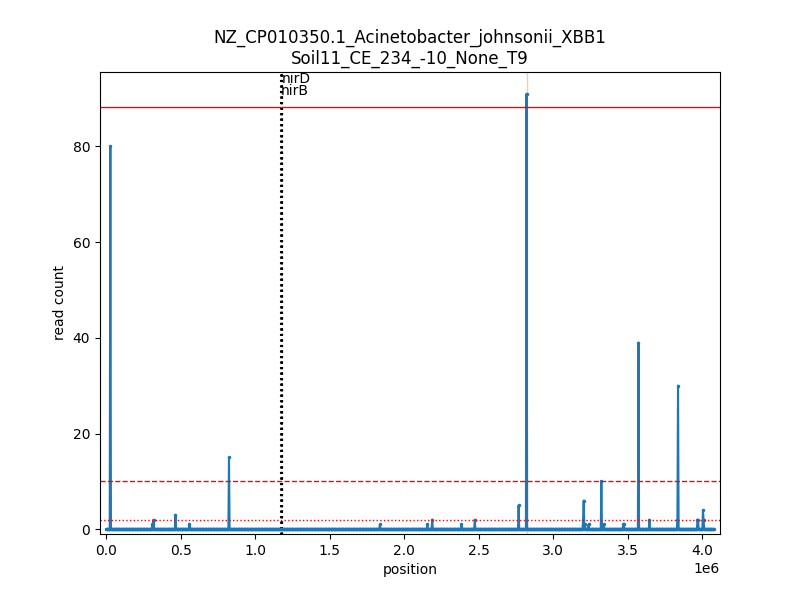 NZ_CP010350.1_Acinetobacter_johnsonii_XBB1
Soil11_CE_234_-10_None_T9
nirD
nirB
80
60
40
20
0
read count
0.0 0.5 1.0 1.5 2.0 2.5 3.0 3.5 4.0
1e6
position